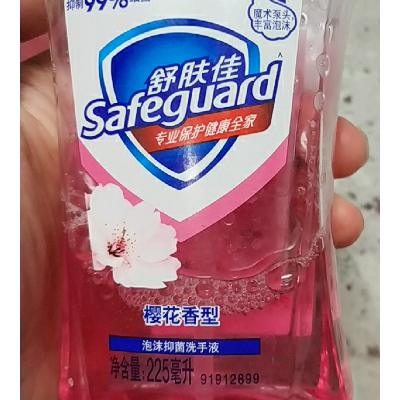 抑制99%细菌
魔术泵头
丰富泡沫
舒肤佳
Safeguard
专业保护健康全家
樱花香型
泡沫抑菌洗手液
净含量:225毫升 91912899